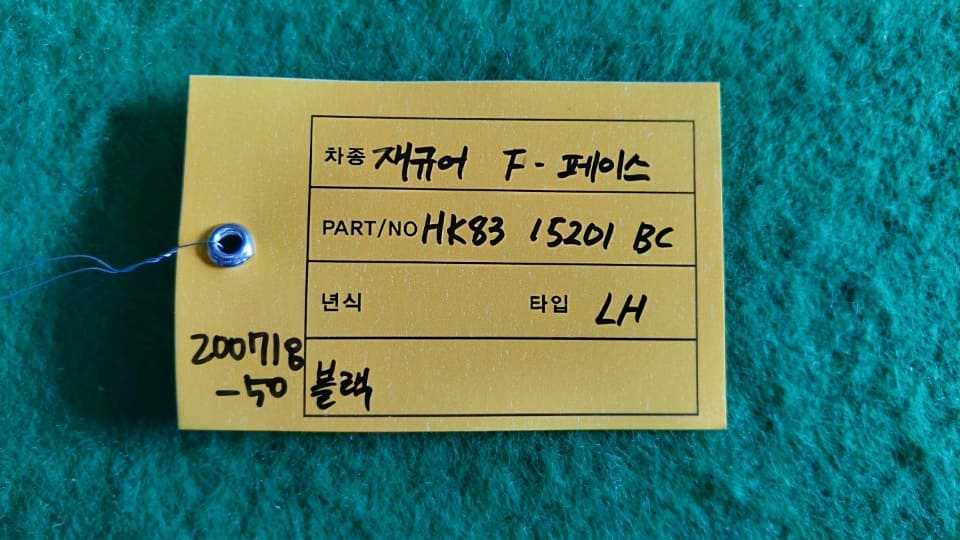 차종 재규어 F-페이스
PART/NO HK83 15201 BC
년식 타입 LH
200718
-50
블랙